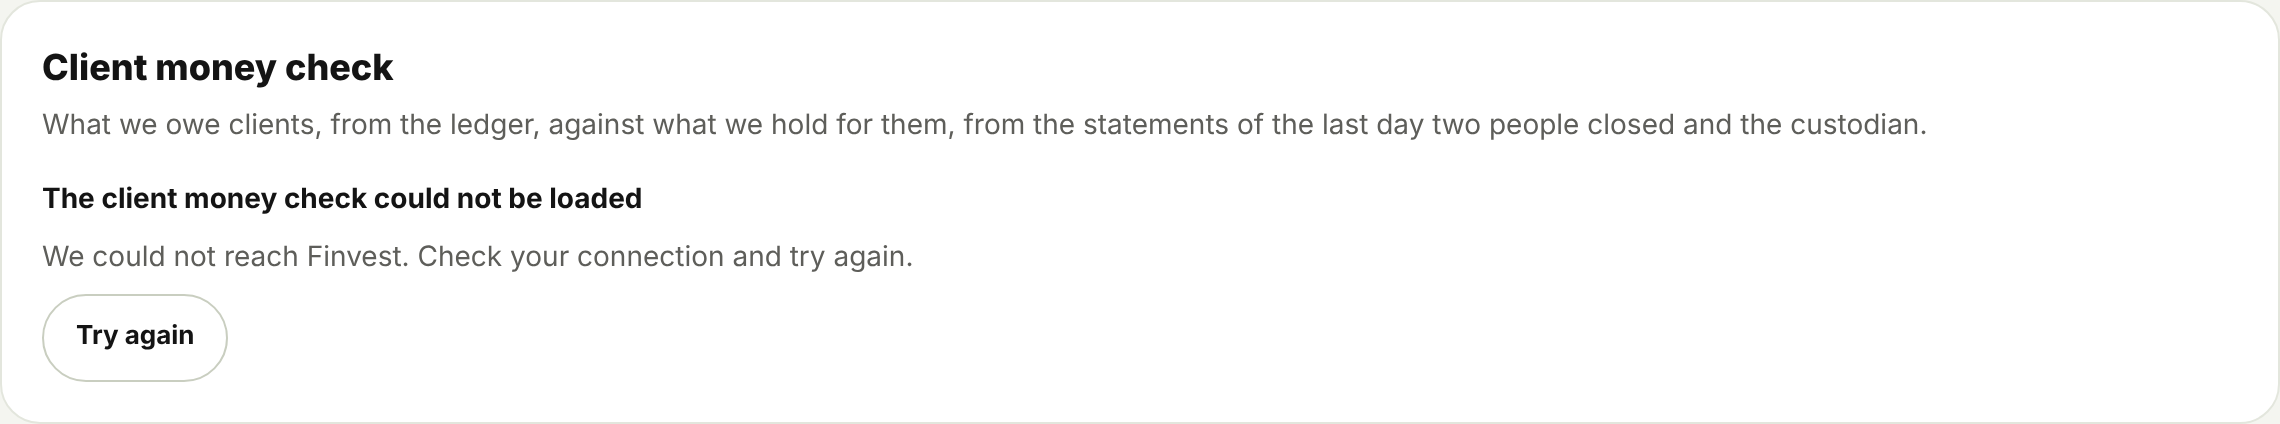 Client money check
What we owe clients, from the ledger, against what we hold for them, from the statements of the last day two people closed and the custodian.
The client money check could not be loaded
We could not reach Finvest. Check your connection and try again.
Try again